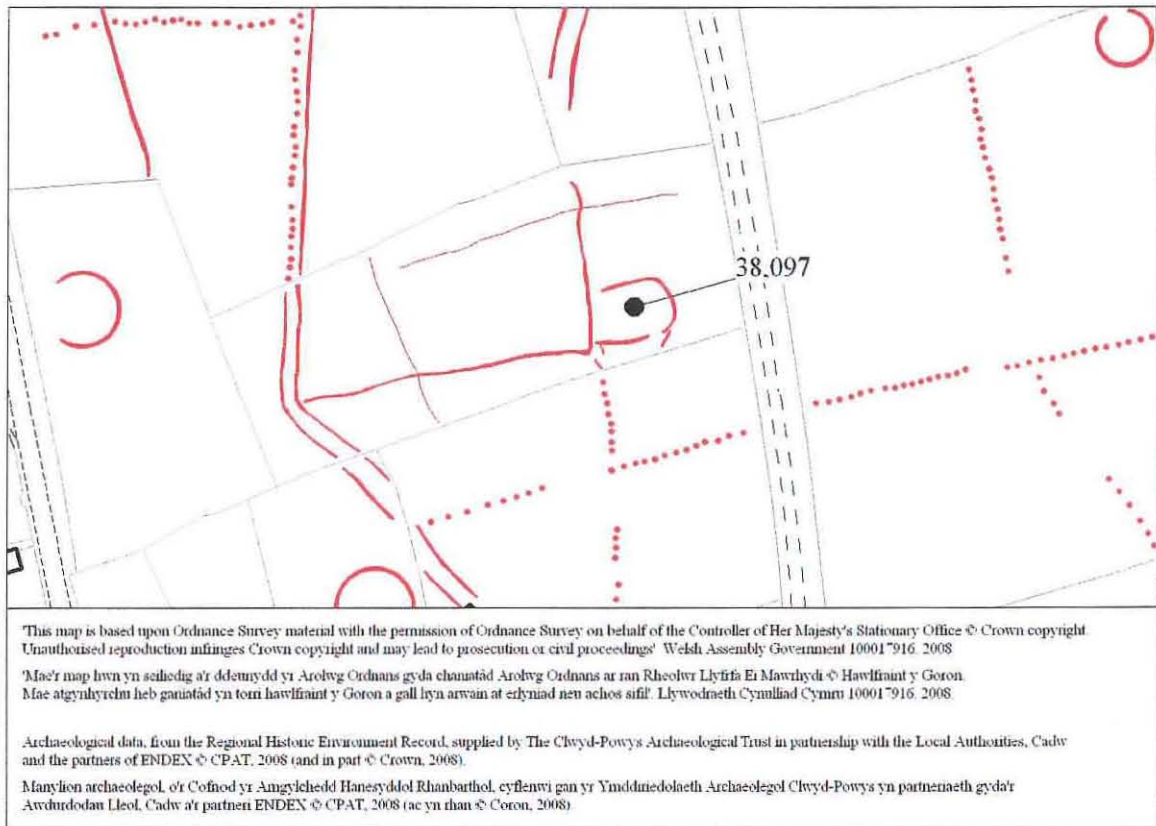 38,097
'This map is based upon Ordnance Survey material with the permission of Ordnance Survey on behalf of the Controller of Her Majesty's Stationary Office © Crown copyright.
Unauthorised reproduction infringes Crown copyright and may lead to prosecution or civil proceedings' Welsh Assembly Government 100017916. 2008
'Mae'r map hwn yn seiliedig a'r ddeunydd yr Arolwg Ordnans gyda chaniatâd Arolwg Ordnans ar ran Rheolwr Llyfrfa Ei Mawrhydi © Hawlfraint y Goron.
Mae atgynhyrchu heb ganiatâd yn torri hawlfraint y Goron a gall hyn arwain at erlyniad neu achos sifil'. Llywodraeth Cynulliad Cymru 100017916. 2008
Archaeological data, from the Regional Historic Environment Record, supplied by The Clwyd-Powys Archaeological Trust in partnership with the Local Authorities, Cadw
and the partners of ENDEX © CPAT, 2008 (and in part © Crown, 2008).
Manylion archaeolegol, o'r Cofnod yr Amgylchedd Hanesyddol Rhanbarthol, cyflenwi gan yr Ymddiriedolaeth Archaeolegol Clwyd-Powys yn partneriaeth gyda'r
Awdurdodau Lleol, Cadw a'r partneri ENDEX © CPAT, 2008 (ac yn rhan © Coron, 2008)